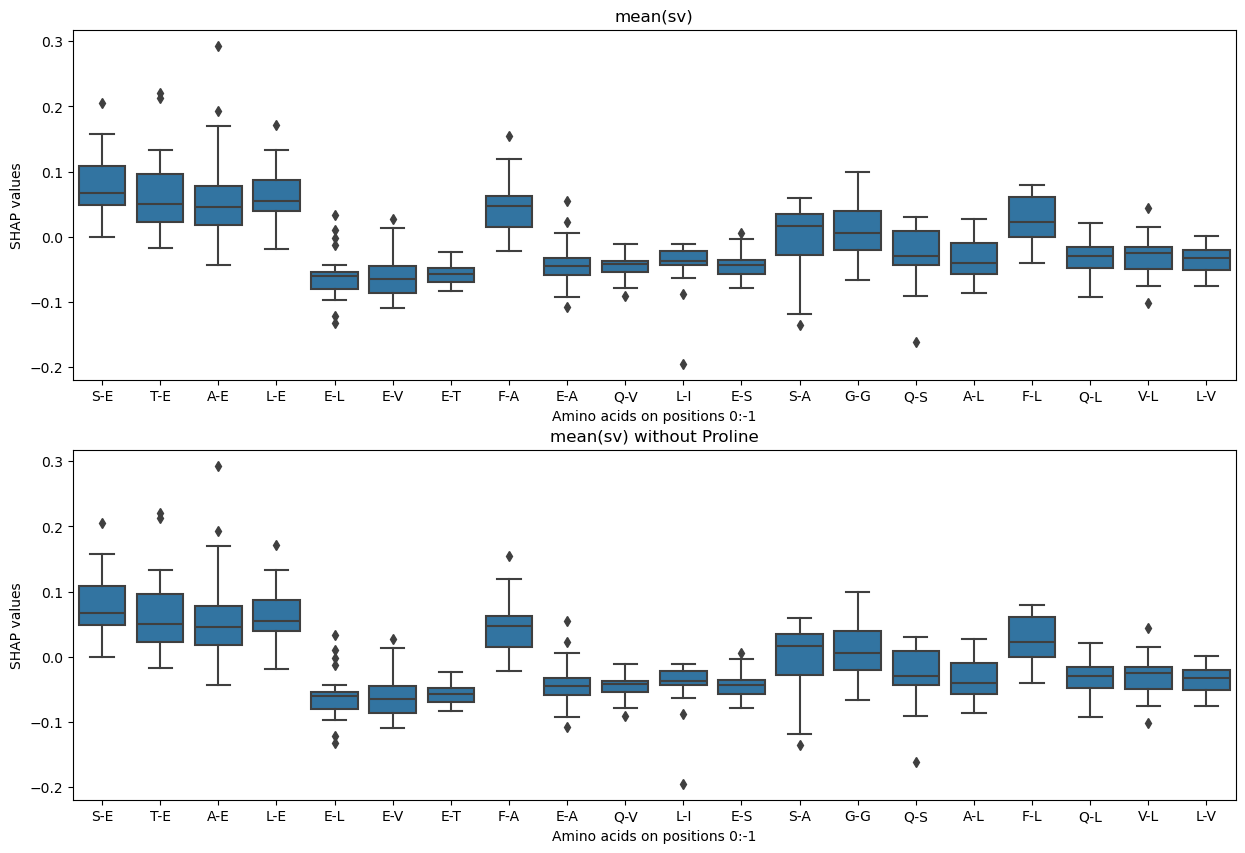 mean(sv)
0.3
0.2
0.1
0.0
−0.1
−0.2
SHAP values
S-E T-E A-E L-E E-L E-V E-T F-A E-A Q-V L-I E-S S-A G-G Q-S A-L F-L Q-L V-L L-V
Amino acids on positions 0:-1
mean(sv) without Proline
0.3
0.2
0.1
0.0
−0.1
−0.2
SHAP values
S-E T-E A-E L-E E-L E-V E-T F-A E-A Q-V L-I E-S S-A G-G Q-S A-L F-L Q-L V-L L-V
Amino acids on positions 0:-1